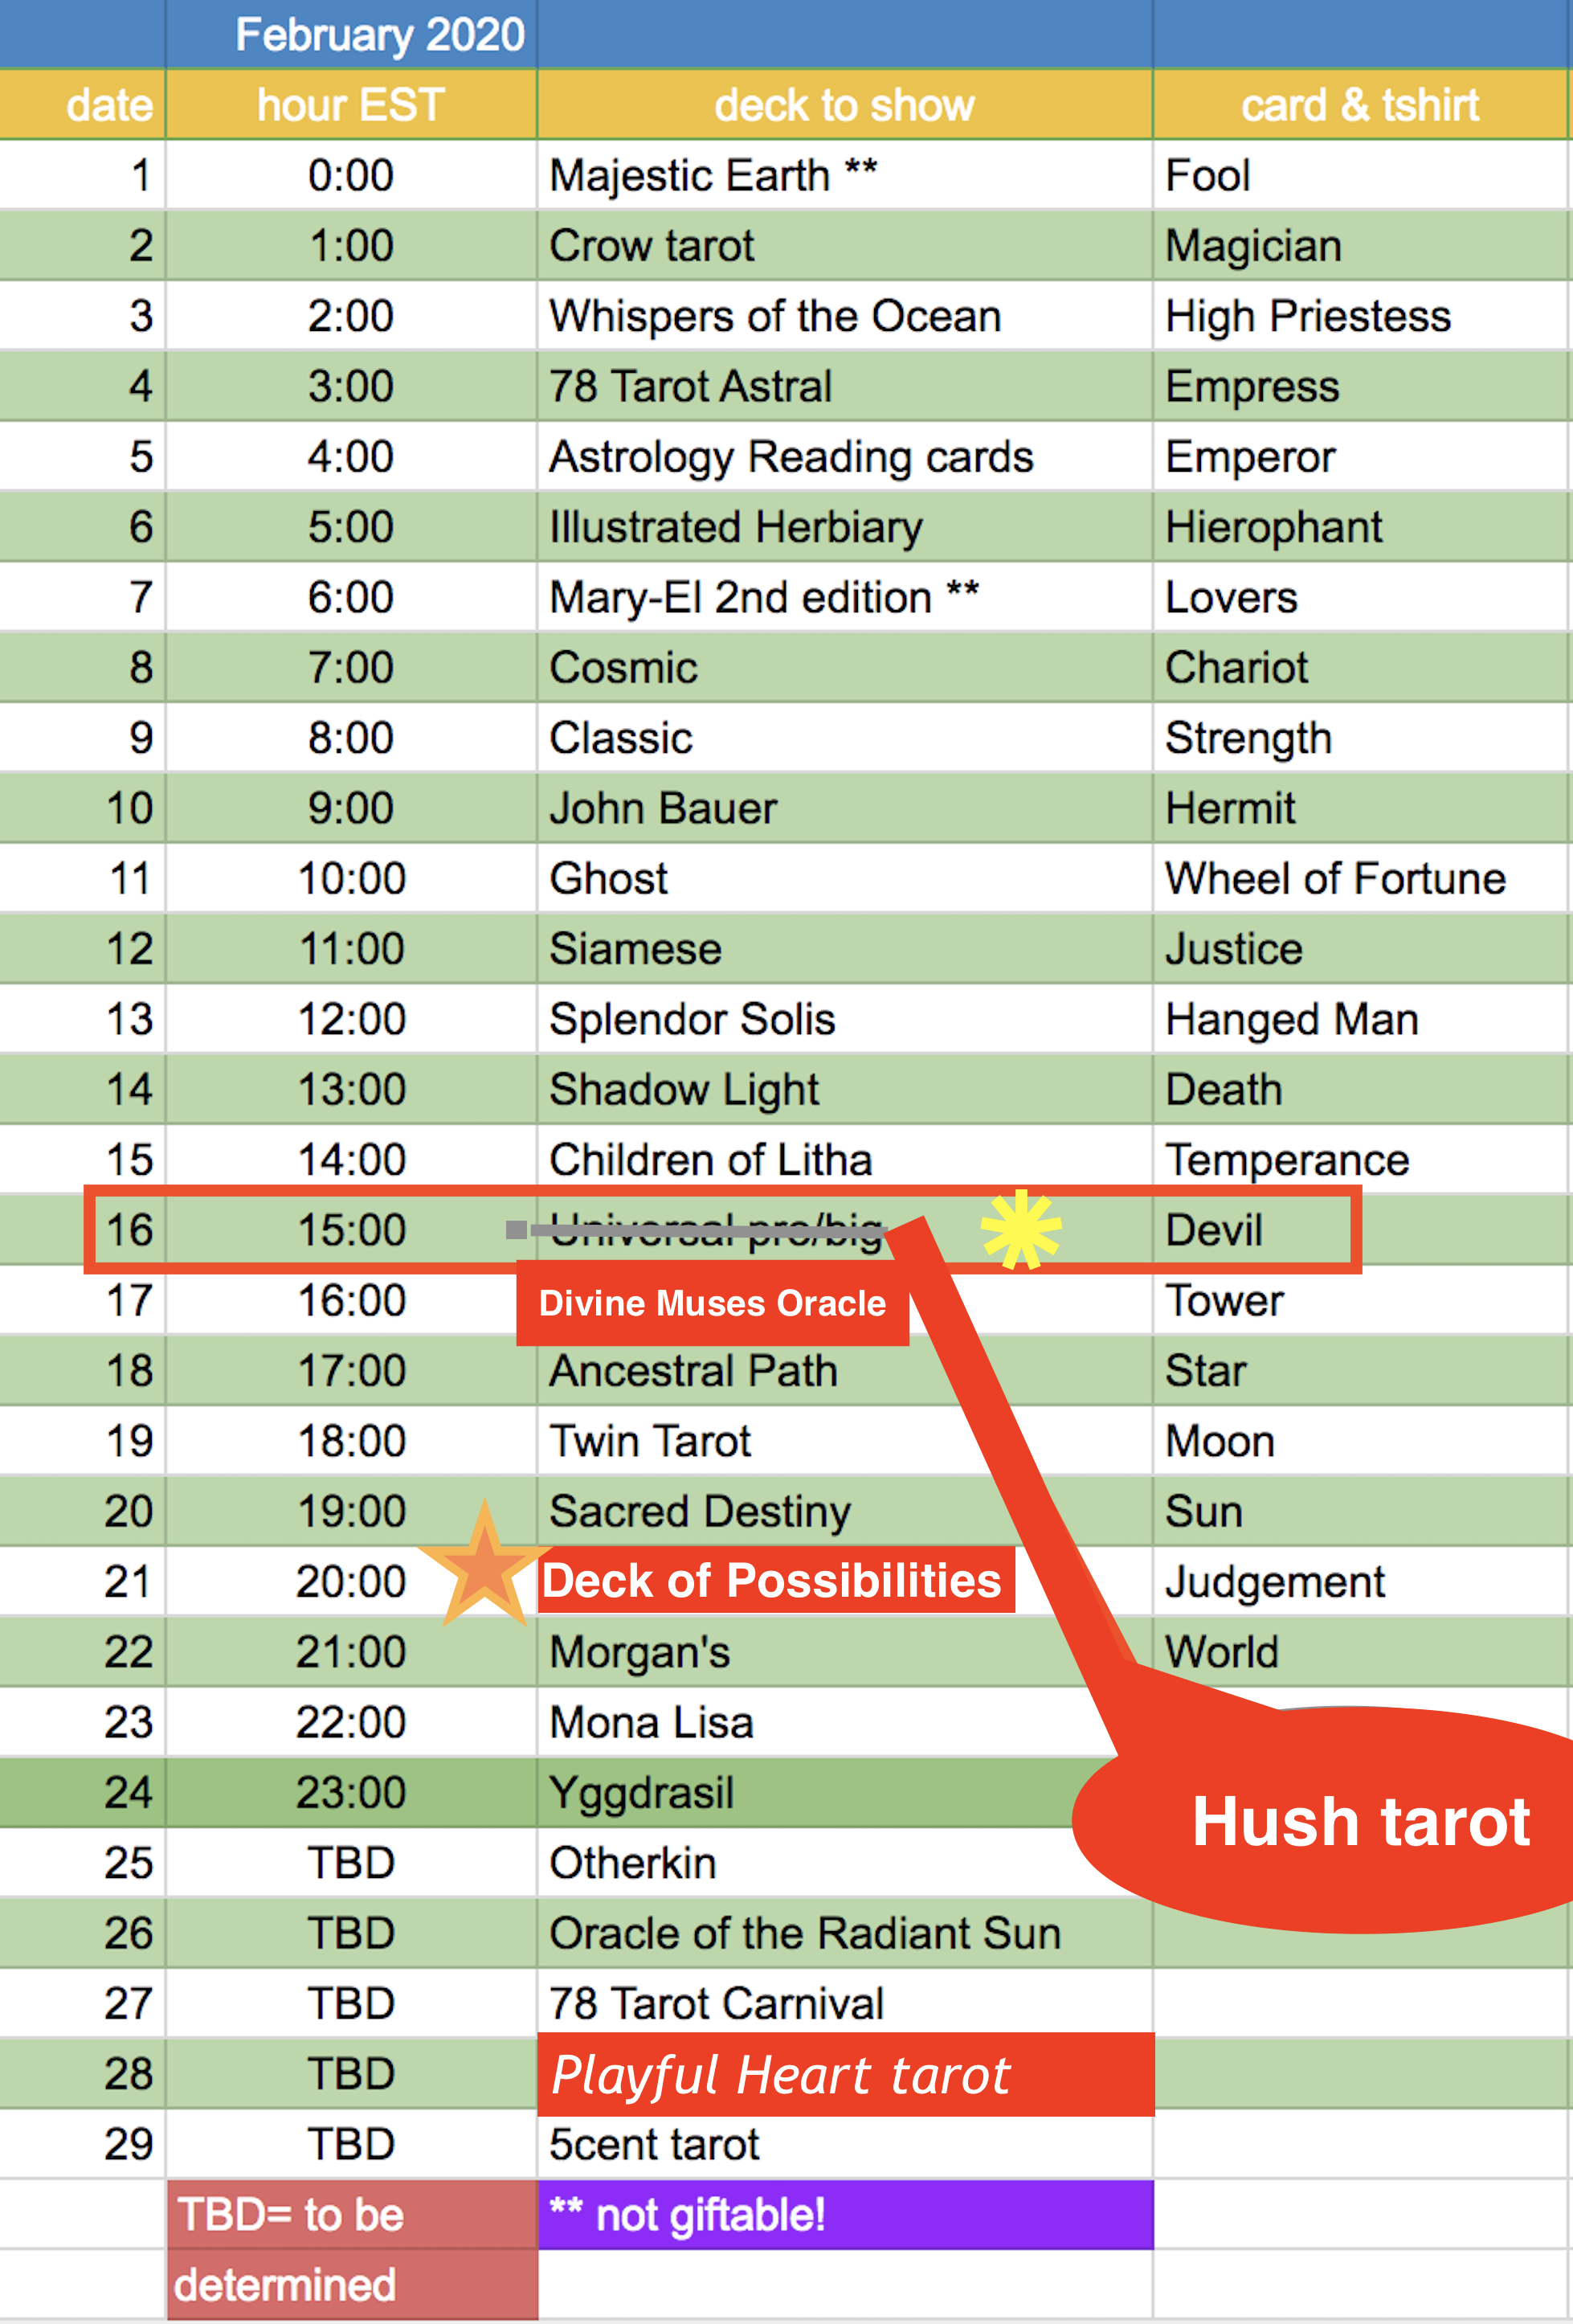 February 2020
date hour EST deck to show card & tshirt
1 0:00 Majestic Earth ** Fool
2 1:00 Crow tarot Magician
3 2:00 Whispers of the Ocean High Priestess
4 3:00 78 Tarot Astral Empress
5 4:00 Astrology Reading cards Emperor
6 5:00 Illustrated Herbiary Hierophant
7 6:00 Mary-El 2nd edition ** Lovers
8 7:00 Cosmic Chariot
9 8:00 Classic Strength
10 9:00 John Bauer Hermit
11 10:00 Ghost Wheel of Fortune
12 11:00 Siamese Justice
13 12:00 Splendor Solis Hanged Man
14 13:00 Shadow Light Death
15 14:00 Children of Litha Temperance
16 15:00 Universal pro/big Devil
17 16:00 Divine Muses Oracle Tower
18 17:00 Ancestral Path Star
19 18:00 Twin Tarot Moon
20 19:00 Sacred Destiny Sun
21 20:00 Deck of Possibilities Judgement
22 21:00 Morgan's World
23 22:00 Mona Lisa
24 23:00 Yggdrasil
Hush tarot
25 TBD Otherkin
26 TBD Oracle of the Radiant Sun
27 TBD 78 Tarot Carnival
28 TBD Playful Heart tarot
29 TBD 5cent tarot
TBD= to be ** not giftable!
determined